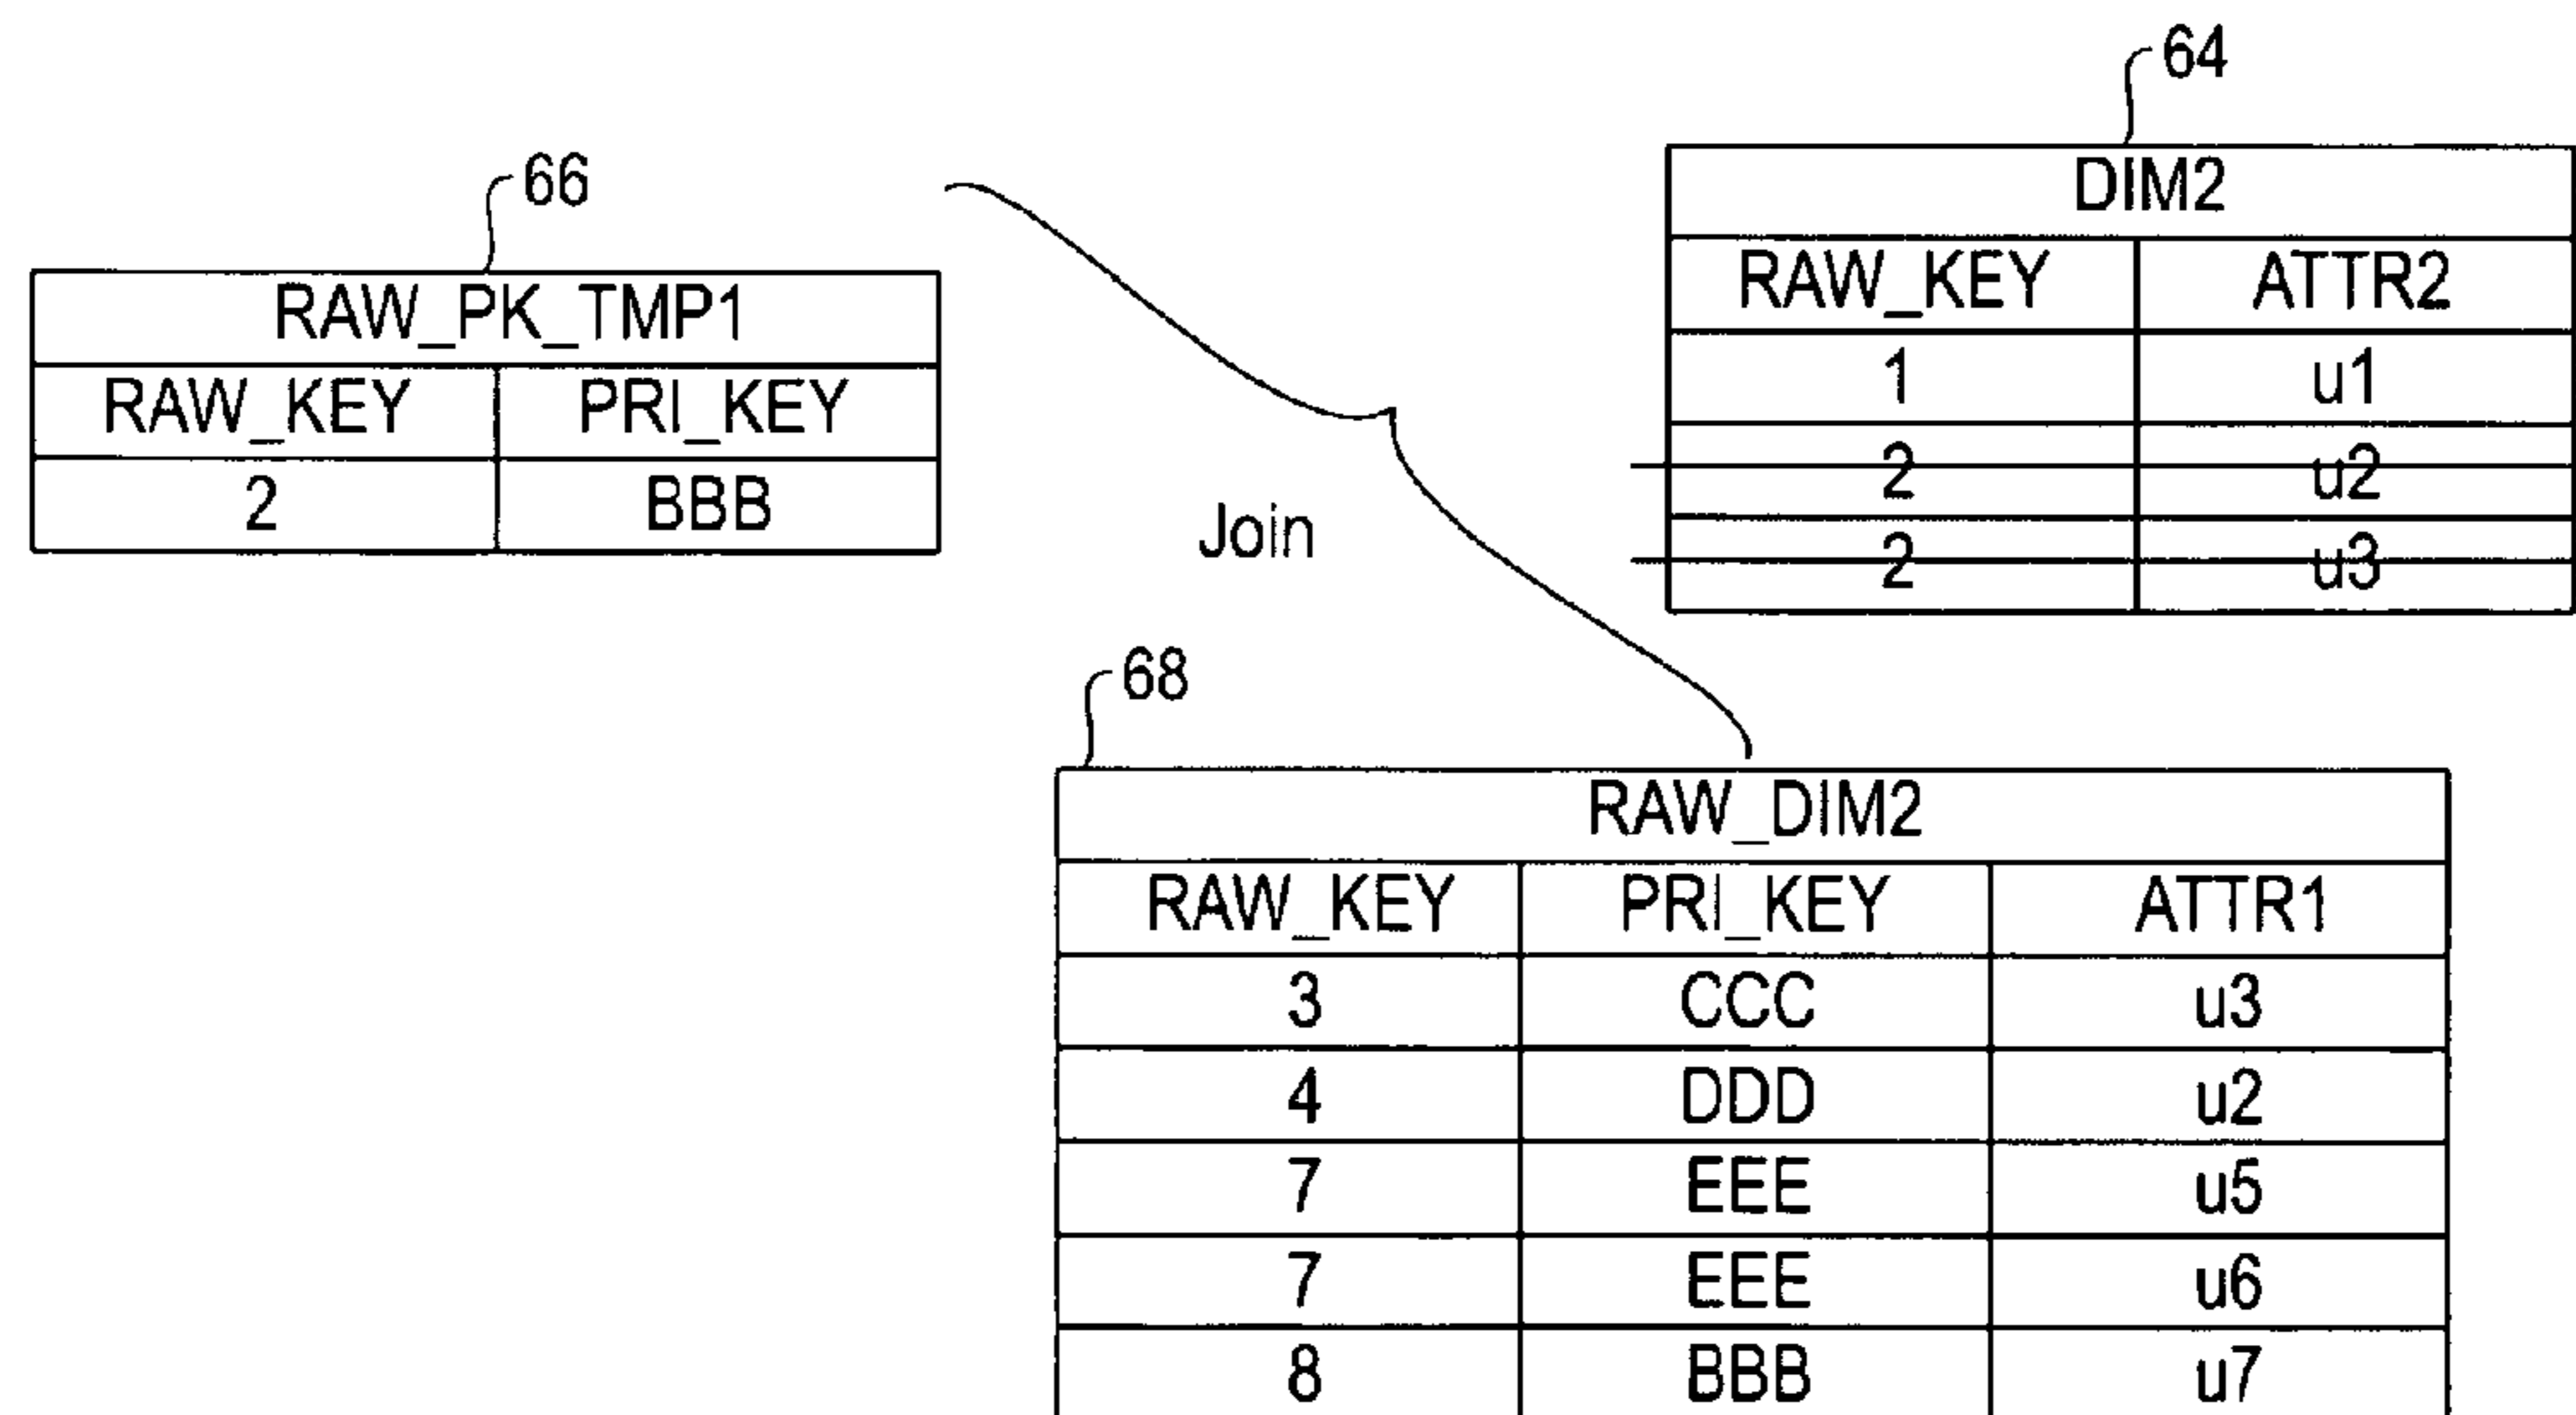 64
DIM2
RAW_KEY ATTR2
1 u1
2 u2
2 u3
66
RAW_PK_TMP1
RAW_KEY PRI_KEY
2 BBB
Join
68
RAW_DIM2
RAW_KEY PRI_KEY ATTR1
3 CCC u3
4 DDD u2
7 EEE u5
7 EEE u6
8 BBB u7